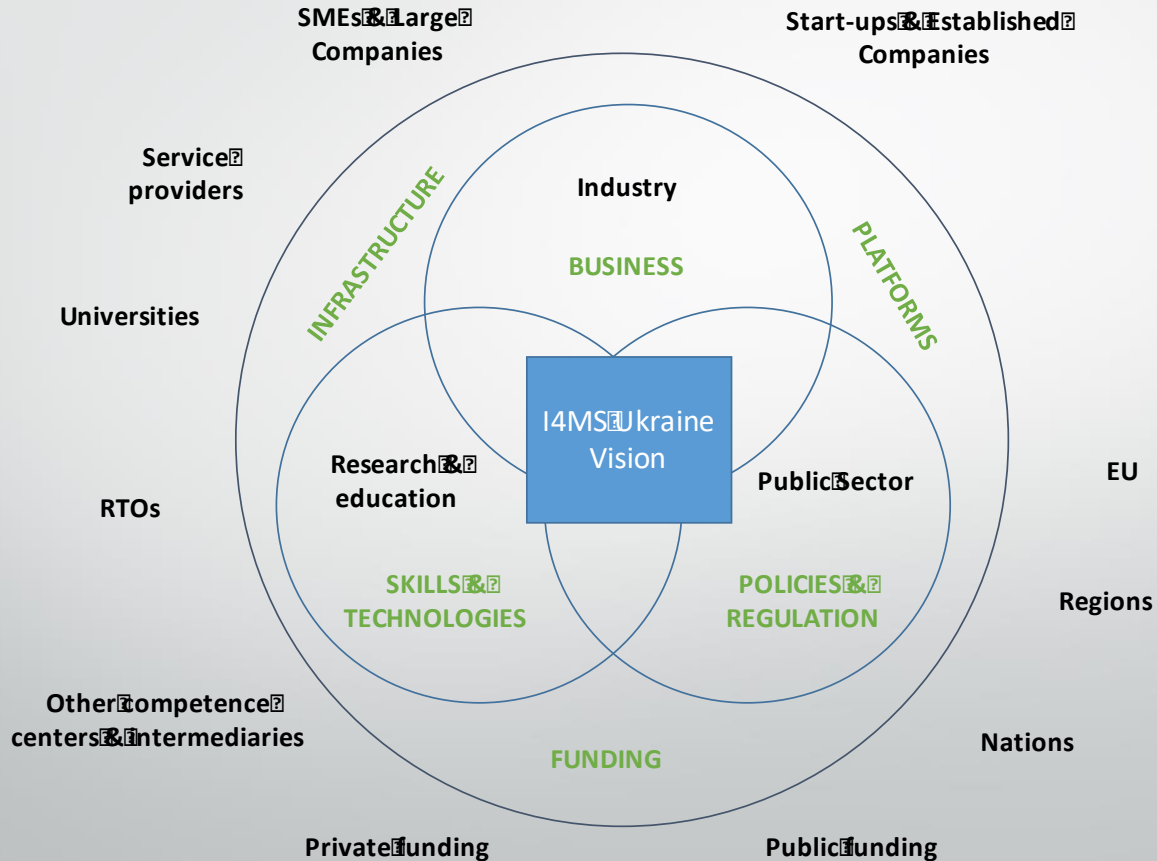 SMEs & Large
Companies
Start-ups & Established
Companies
Service
providers
Industry
INFRASTRUCTURE
PLATFORMS
BUSINESS
Universities
I4MS Ukraine
Vision
Research &
education
Public Sector
EU
RTOs
SKILLS &
TECHNOLOGIES
POLICIES &
REGULATION
Regions
Other competence
centers & intermediaries
Nations
FUNDING
Private funding
Public funding